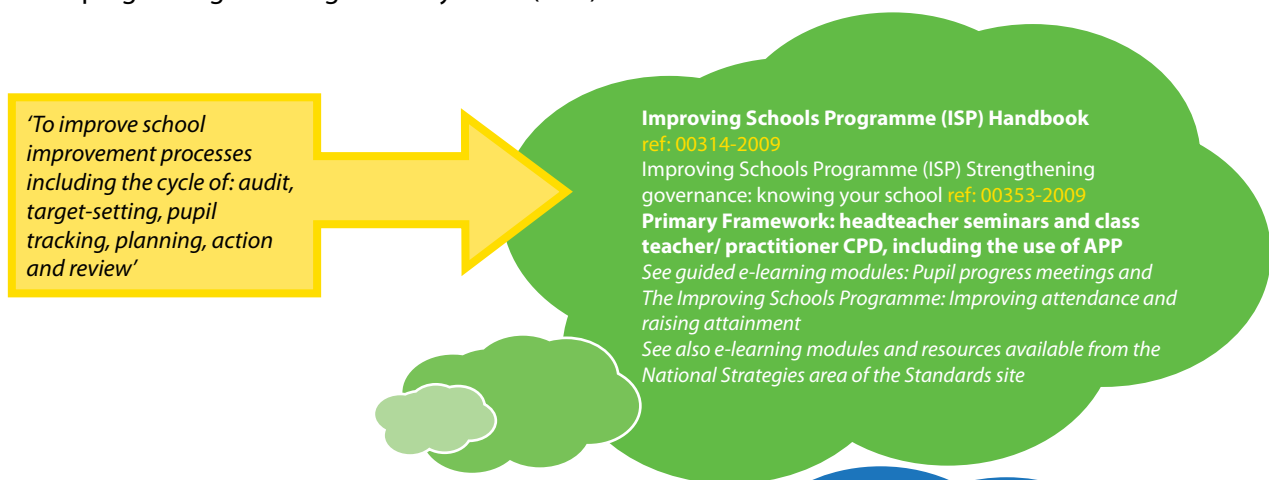 'To improve school
improvement processes
including the cycle of: audit,
target-setting, pupil
tracking, planning, action
and review'
Improving Schools Programme (ISP) Handbook
ref: 00314-2009
Improving Schools Programme (ISP) Strengthening
governance: knowing your school ref: 00353-2009
Primary Framework: headteacher seminars and class
teacher/ practitioner CPD, including the use of APP
See guided e-learning modules: Pupil progress meetings and
The Improving Schools Programme: Improving attendance and
raising attainment
See also e-learning modules and resources available from the
National Strategies area of the Standards site